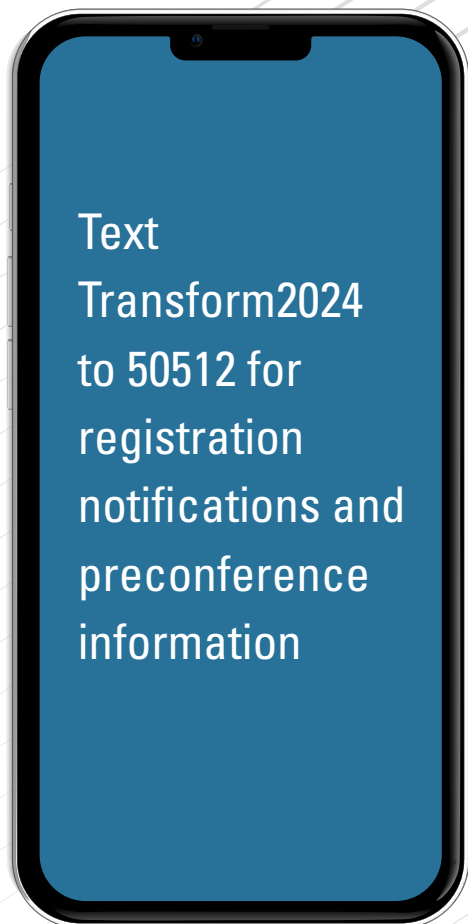 Text
Transform2024
to 50512 for
registration
notifications and
preconference
information